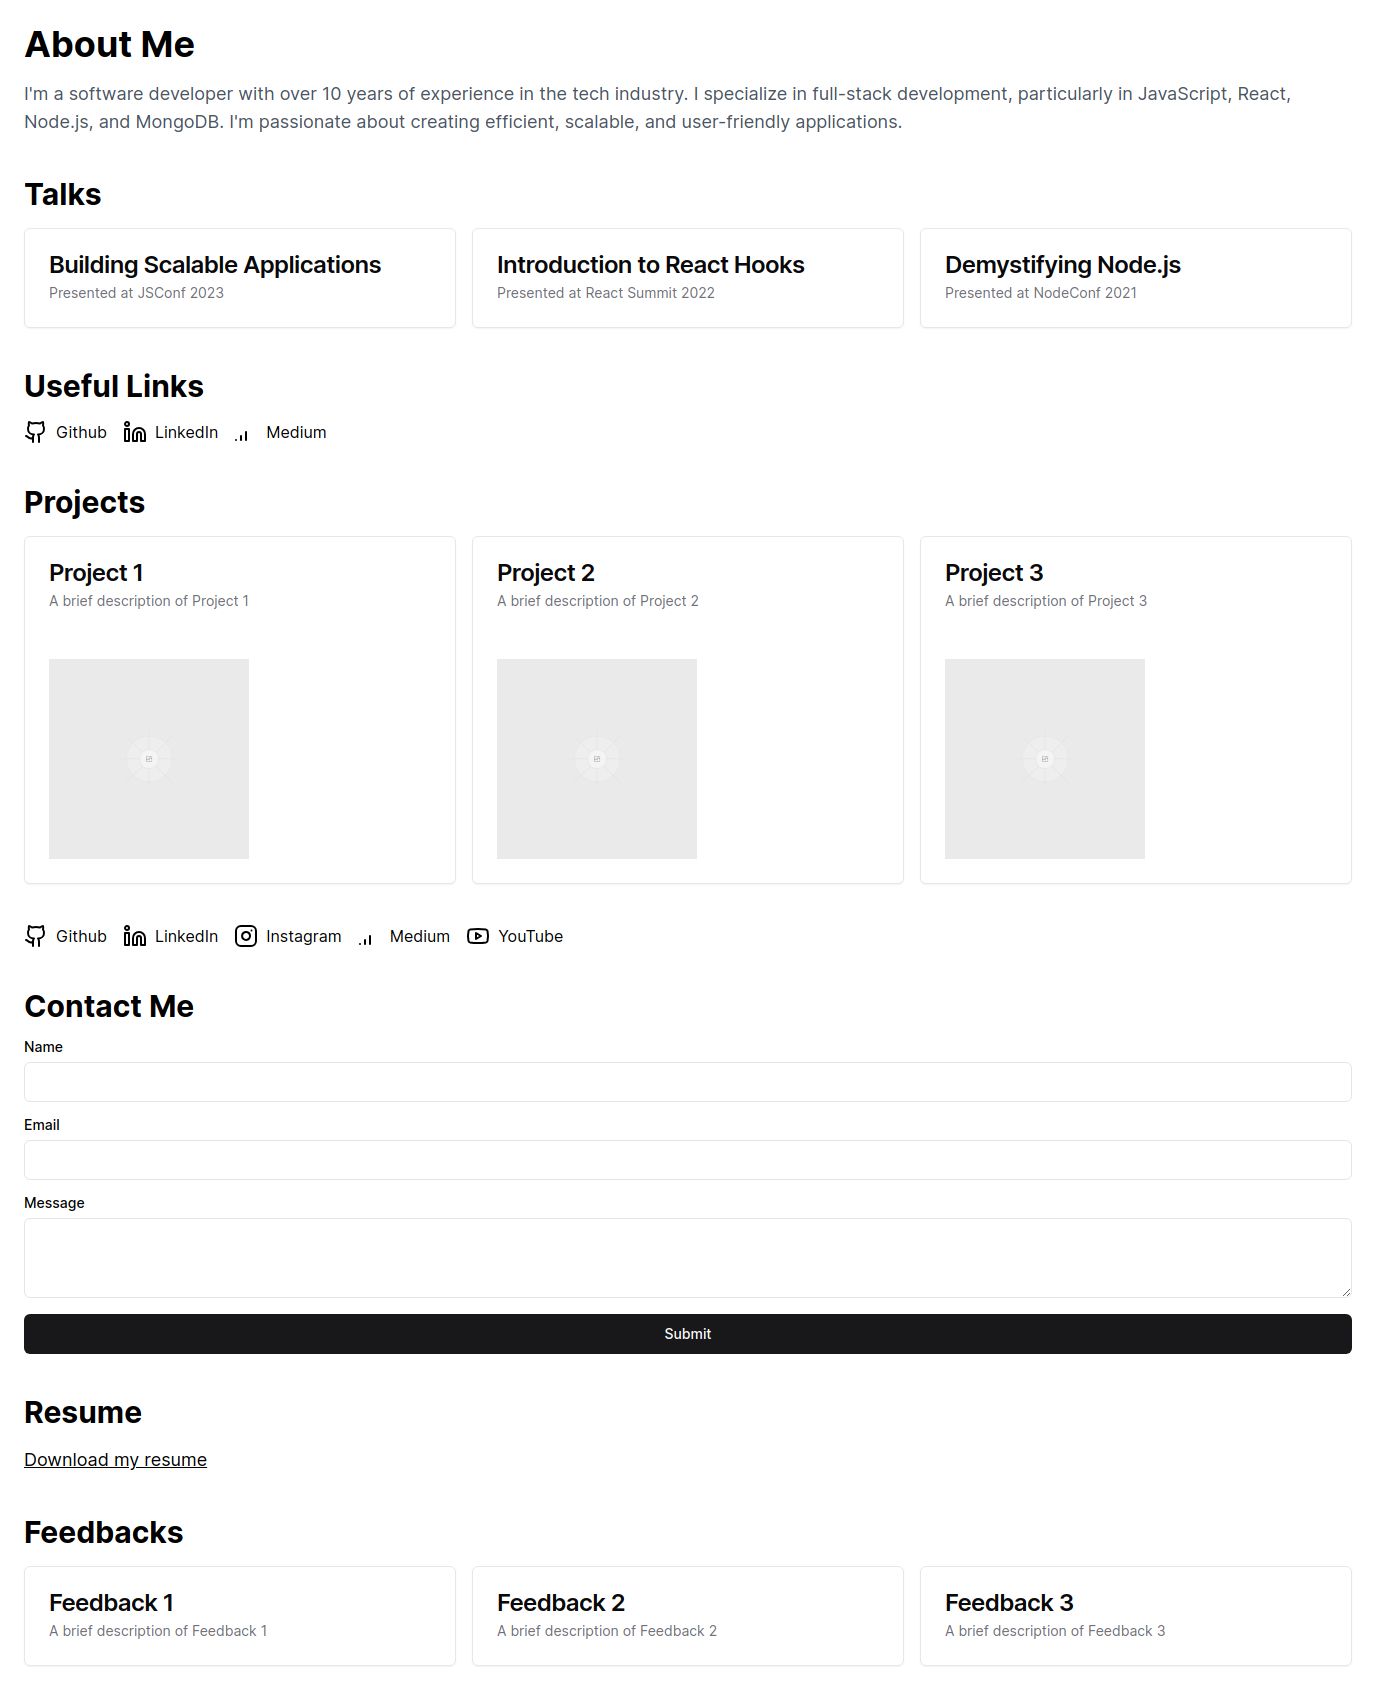 About Me
I'm a software developer with over 10 years of experience in the tech industry. I specialize in full-stack development, particularly in JavaScript, React,
Node.js, and MongoDB. I'm passionate about creating efficient, scalable, and user-friendly applications.
Talks
Building Scalable Applications
Presented at JSConf 2023
Introduction to React Hooks
Presented at React Summit 2022
Demystifying Node.js
Presented at NodeConf 2021
Useful Links
Github LinkedIn Medium
Projects
Project 1
A brief description of Project 1
Project 2
A brief description of Project 2
Project 3
A brief description of Project 3
Github LinkedIn Instagram Medium YouTube
Contact Me
Name
Email
Message
Submit
Resume
Download my resume
Feedbacks
Feedback 1
A brief description of Feedback 1
Feedback 2
A brief description of Feedback 2
Feedback 3
A brief description of Feedback 3